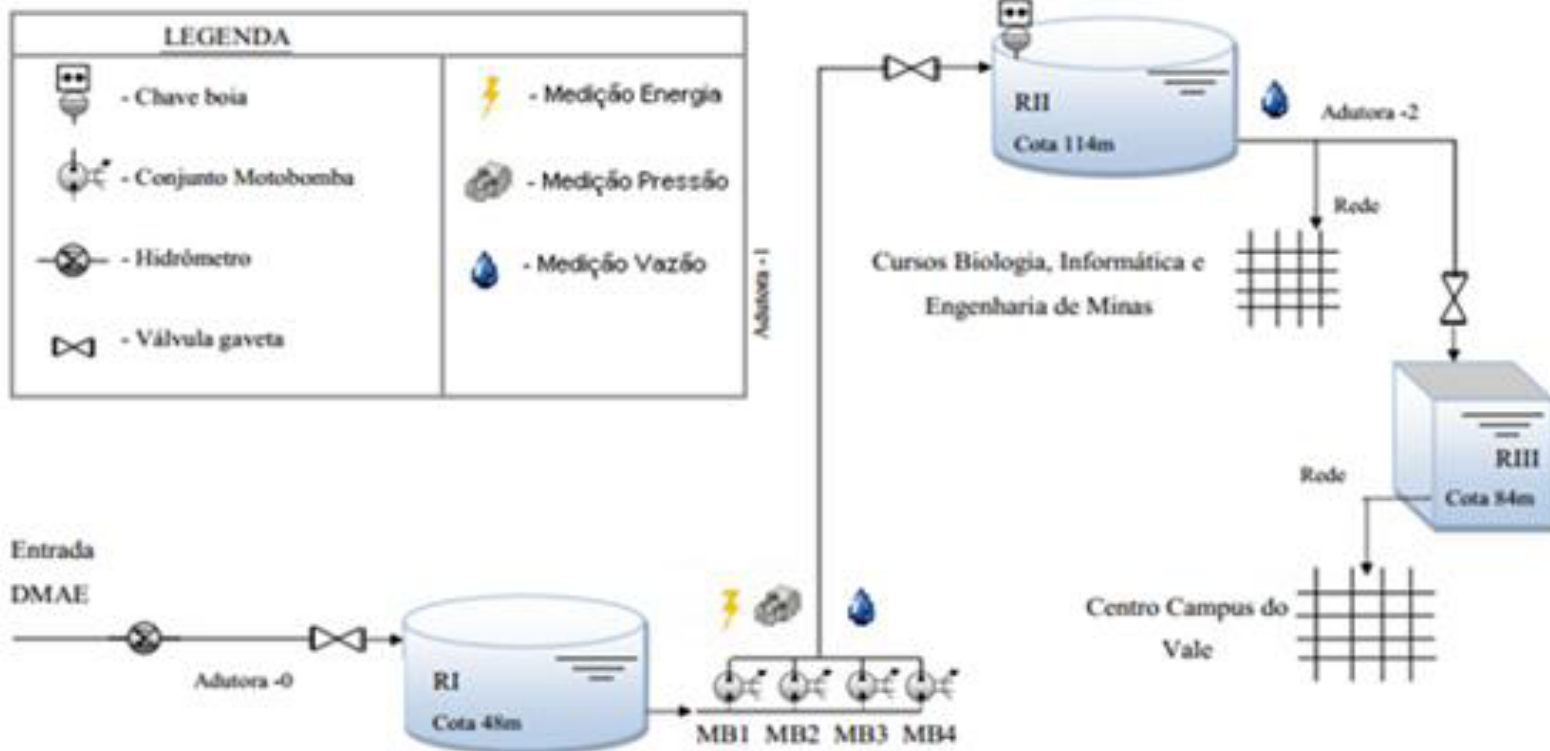 LEGENDA
- Chave boia
- Medição Energia
- Conjunto Motobomba
- Medição Pressão
- Hidrômetro
- Medição Vazão
- Válvula gaveta
Adutora -1
RII
Cota 114m
Adutora -2
Rede
Cursos Biologia, Informática e
Engenharia de Minas
RIII
Cota 84m
Rede
Centro Campus do
Vale
Entrada
DMAE
Adutora -0
RI
Cota 48m
MB1 MB2 MB3 MB4